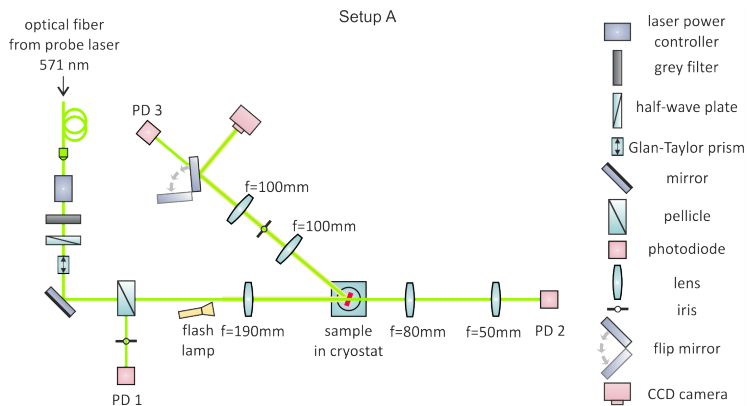 Setup A
optical fiber
from probe laser
571 nm
PD 3
f=100mm
f=100mm
flash
lamp
f=190mm
sample
in cryostat
f=80mm
f=50mm
PD 2
PD 1
laser power
controller
grey filter
half-wave plate
Glan-Taylor prism
mirror
pellicle
photodiode
lens
iris
flip mirror
CCD camera